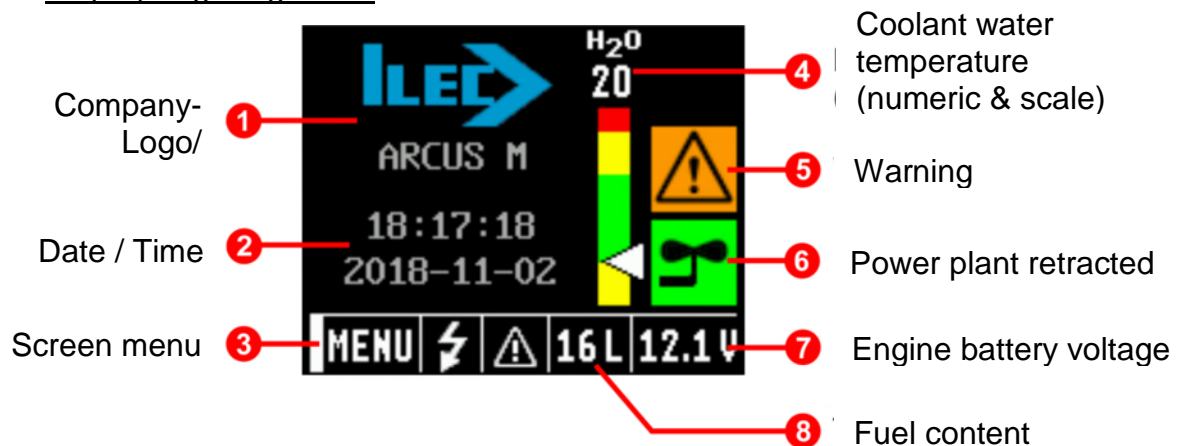 Company-
Logo/
1
Date / Time
2
Screen menu
3
ILEC
ARCUS M
18:17:18
2018-11-02
H20
20
MENU
16 L
12.1 V
4
Coolant water
temperature
(numeric & scale)
5
Warning
6
Power plant retracted
7
Engine battery voltage
8
Fuel content